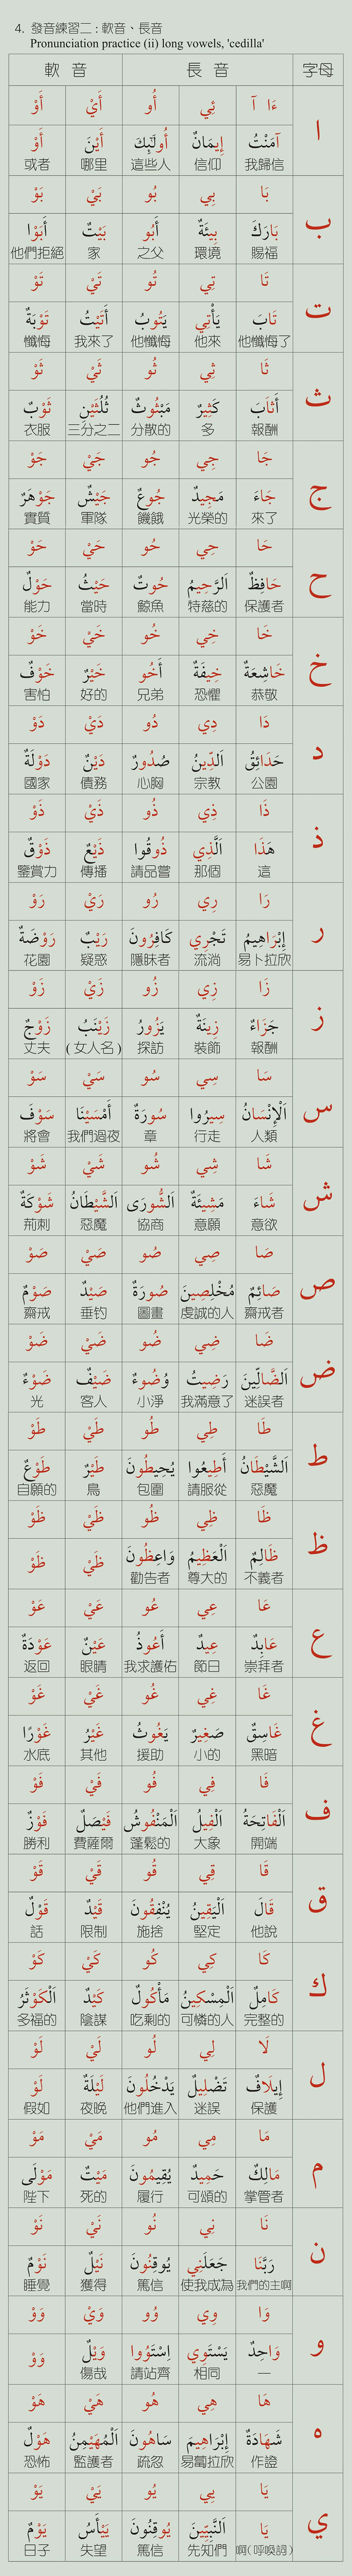 4. 發音練習二：軟音、長音
Pronunciation practice (ii) long vowels, 'cedilla'
軟 音 長 音 字母
ا
ءَا آ ئِي أُو أَيْ أَوْ
آمَنْتُ إِيمَانٌ أُولَٰئِكَ أَيْنَ أَوْ
或者 哪里 這些人 信仰 我歸信
ب
بَا بِي بُو بَيْ بَوْ
بَارَكَ بِيئَةٌ أَبُو بَيْتٌ أَبَوْا
他們拒絕 家 之父 環境 賜福
ت
تَا تِي تُو تَيْ تَوْ
تَابَ يَأْتِي يَتُوبُ أَتَيْتُ تَوْبَةٌ
懺悔 我來了 他懺悔 他來 他懺悔了
ث
ثَا ثِي ثُو ثَيْ ثَوْ
أَثَابَ كَثِيرٌ مَبْثُوثٌ ثُلُثَيْنِ ثَوْبٌ
衣服 三分之二 分散的 多 報酬
ج
جَا جِي جُو جَيْ جَوْ
جَاءَ مَجِيدٌ جُوعٌ جَيْشٌ جَوْهَرٌ
實質 軍隊 饑餓 光榮的 來了
ح
حَا حِي حُو حَيْ حَوْ
حَافِظٌ اَلرَّحِيمُ حُوتٌ حَيْثُ حَوْلٌ
能力 當時 鯨魚 特慈的 保護者
خ
خَا خِي خُو خَيْ خَوْ
خَاشِعَةٌ خِيفَةٌ أَخُو خَيْرٌ خَوْفٌ
害怕 好的 兄弟 恐懼 恭敬
د
دَا دِي دُو دَيْ دَوْ
حَدَائِقُ اَلدِّينُ صُدُورٌ دَيْنٌ دَوْلَةٌ
國家 債務 心胸 宗教 公園
ذ
ذَا ذِي ذُو ذَيْ ذَوْ
هَذَا اَلَّذِي ذُوقُوا ذَيْعٌ ذَوْقٌ
鑒賞力 傳播 請品嘗 那個 這
ر
رَا رِي رُو رَيْ رَوْ
إِبْرَاهِيمُ تَجْرِي كَافِرُونَ رَيْبٌ رَوْضَةٌ
花園 疑惑 隱昧者 流淌 易卜拉欣
ز
زَا زِي زُو زَيْ زَوْ
جَزَاءٌ زِينَةٌ يَزُورُ زَيْنَبُ زَوْجٌ
丈夫 (女人名) 探訪 裝飾 報酬
س
سَا سِي سُو سَيْ سَوْ
اَلْإِنْسَانُ سِيرُوا سُورَةٌ أَمْسَيْنَا سَوْفَ
將會 我們過夜 章 行走 人類
ش
شَا شِي شُو شَيْ شَوْ
شَاءَ مَشِيئَةٌ اَلشُّورَى اَلشَّيْطَانُ شَوْكَةٌ
荊刺 惡魔 協商 意願 意欲
ص
صَا صِي صُو صَيْ صَوْ
صَائِمٌ مُخْلِصِينَ صُورَةٌ صَيْدٌ صَوْمٌ
齋戒 垂钓 圖畫 虔誠的人 齋戒者
ض
ضَا ضِي ضُو ضَيْ ضَوْ
اَلضَّالِّينَ رَضِيتُ وُضُوءٌ ضَيْفٌ ضَوْءٌ
光 客人 小淨 我滿意了 迷誤者
ط
طَا طِي طُو طَيْ طَوْ
اَلشَّيْطَانُ أَطِيعُوا يُحِيطُونَ طَيْرٌ طَوْعٌ
自願的 鳥 包圍 請服從 惡魔
ظ
ظَا ظِي ظُو ظَيْ ظَوْ
ظَالِمٌ اَلْعَظِيمُ وَاعِظُونَ ظَيْ ظَوْ
勸告者 尊大的 不義者
ع
عَا عِي عُو عَيْ عَوْ
عَابِدٌ عِيدٌ أَعُوذُ عَيْنٌ عَوْدَةٌ
返回 眼睛 我求護佑 節日 崇拜者
غ
غَا غِي غُو غَيْ غَوْ
غَاسِقٌ صَغِيرٌ يَغُوثُ غَيْرُ غَوْرًا
水底 其他 援助 小的 黑暗
ف
فَا فِي فُو فَيْ فَوْ
اَلْفَاتِحَةُ اَلْفِيلُ اَلْمَنْفُوشُ فَيْصَلٌ فَوْزٌ
勝利 費薩爾 蓬鬆的 大象 開端
ق
قَا قِي قُو قَيْ قَوْ
قَالَ اَلْيَقِينُ يُنْفِقُونَ قَيْدٌ قَوْلٌ
話 限制 施捨 堅定 他說
ك
كَا كِي كُو كَيْ كَوْ
كَامِلٌ اَلْمِسْكِينُ مَأْكُولٌ كَيْدٌ اَلْكَوْثَرُ
多福的 陰謀 吃剩的 可憐的人 完整的
ل
لَا لِي لُو لَيْ لَوْ
إِيلَافٌ تَضْلِيلٌ يَدْخُلُونَ لَيْلَةٌ لَوْ
假如 夜晚 他們進入 迷誤 保護
م
مَا مِي مُو مَيْ مَوْ
مَالِكٌ حَمِيدٌ يُقِيمُونَ مَيْتٌ مَوْلَى
陛下 死的 履行 可頌的 掌管者
ن
نَا نِي نُو نَيْ نَوْ
رَبَّنَا جَعَلَنِي يُوقِنُونَ نَيْلٌ نَوْمٌ
睡覺 獲得 篤信 使我成為 我們的主啊
و
وَا وِي وُو وَيْ وَوْ
وَاحِدٌ يَسْتَوِي اِسْتَوُوا وَيْلٌ وَوْ
傷哉 請站齊 相同 一
ه
هَا هِي هُو هَيْ هَوْ
شَهَادَةٌ إِبْرَاهِيمَ سَاهُونَ اَلْمُهَيْمِنُ هَوْلٌ
恐怖 監護者 疏忽 易蔔拉欣 作證
ي
يَا يِي يُو يَيْ يَوْ
يَا اَلنَّبِيِّينَ يُوقِنُونَ يَيْأَسُ يَوْمٌ
日子 失望 篤信 先知們 啊(呼喚詞)